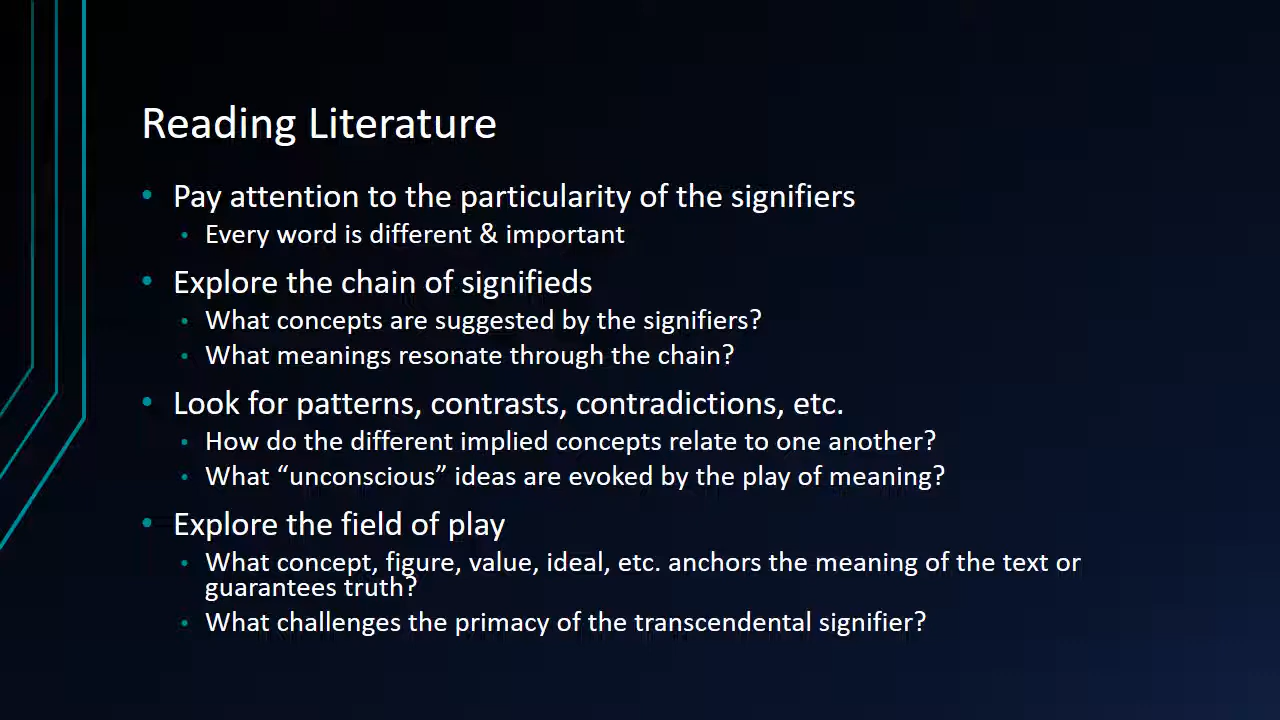 Reading Literature
• Pay attention to the particularity of the signifiers
• Every word is different & important
• Explore the chain of signifieds
• What concepts are suggested by the signifiers?
• What meanings resonate through the chain?
• Look for patterns, contrasts, contradictions, etc.
• How do the different implied concepts relate to one another?
• What “unconscious” ideas are evoked by the play of meaning?
• Explore the field of play
• What concept, figure, value, ideal, etc. anchors the meaning of the text or
guarantees truth?
• What challenges the primacy of the transcendental signifier?